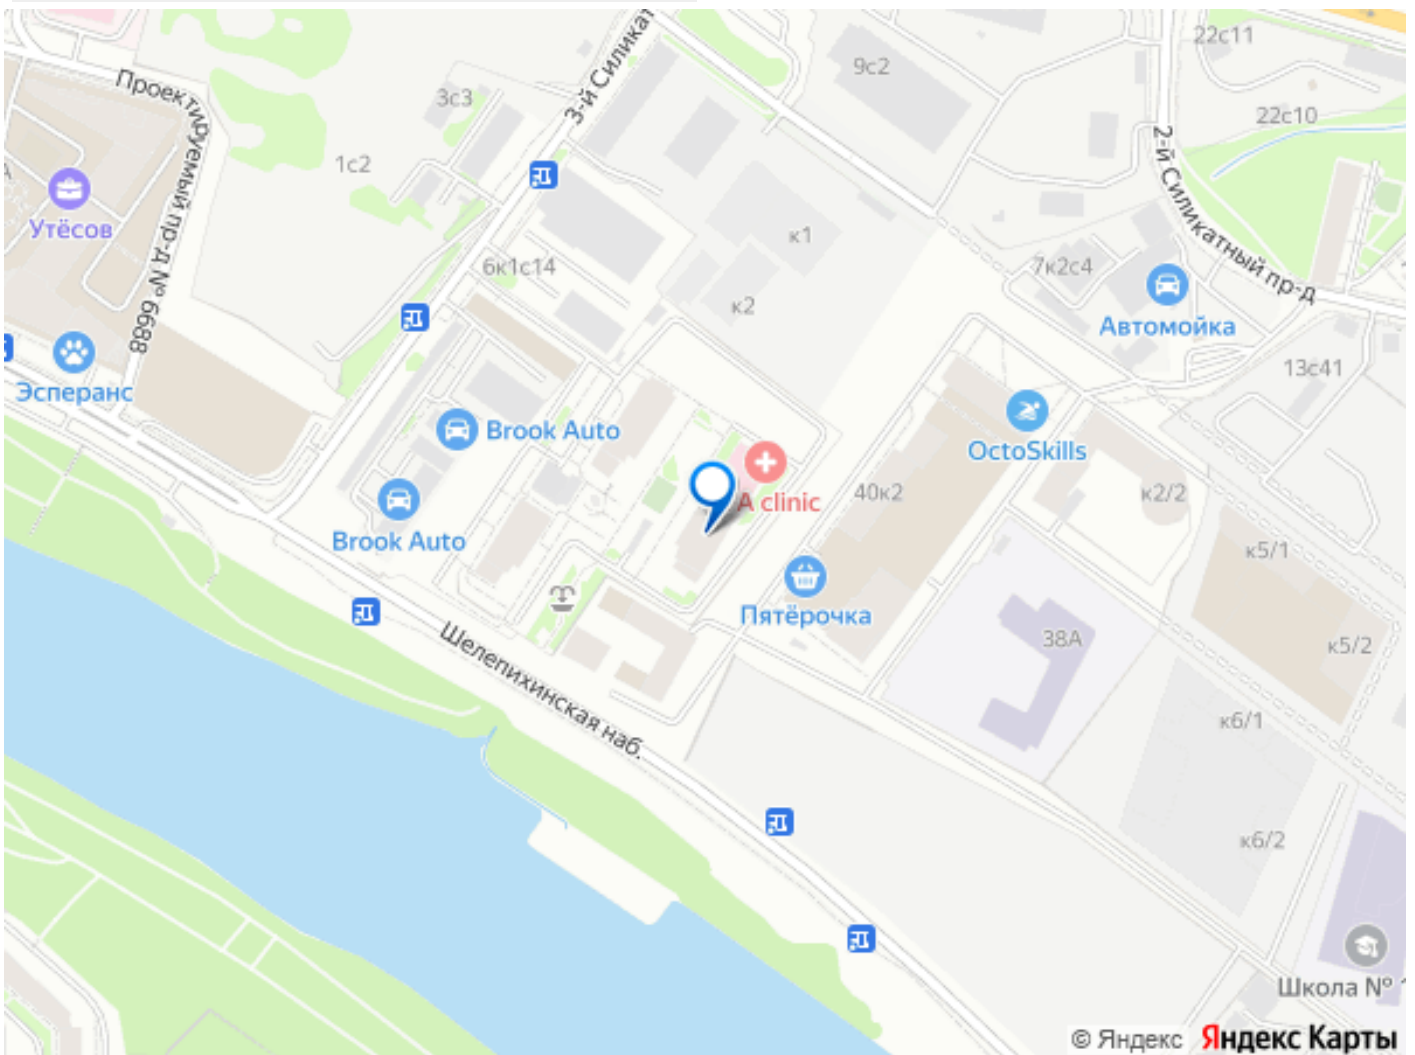 22с11
9с2
3-й Силикат
Проектируемый пр-д № 6688
3с3
22с10
2-й Силикатный пр-д
1с2
Утёсов
к1
6к1с14
7к2с4
к2
Автомойка
Эсперанс
13с41
Brook Auto
OctoSkills
A clinic
40к2
к2/2
Brook Auto
к5/1
Пятёрочка
38А
к5/2
Шелепихинская наб.
к6/1
к6/2
Школа №
© Яндекс Яндекс Карты